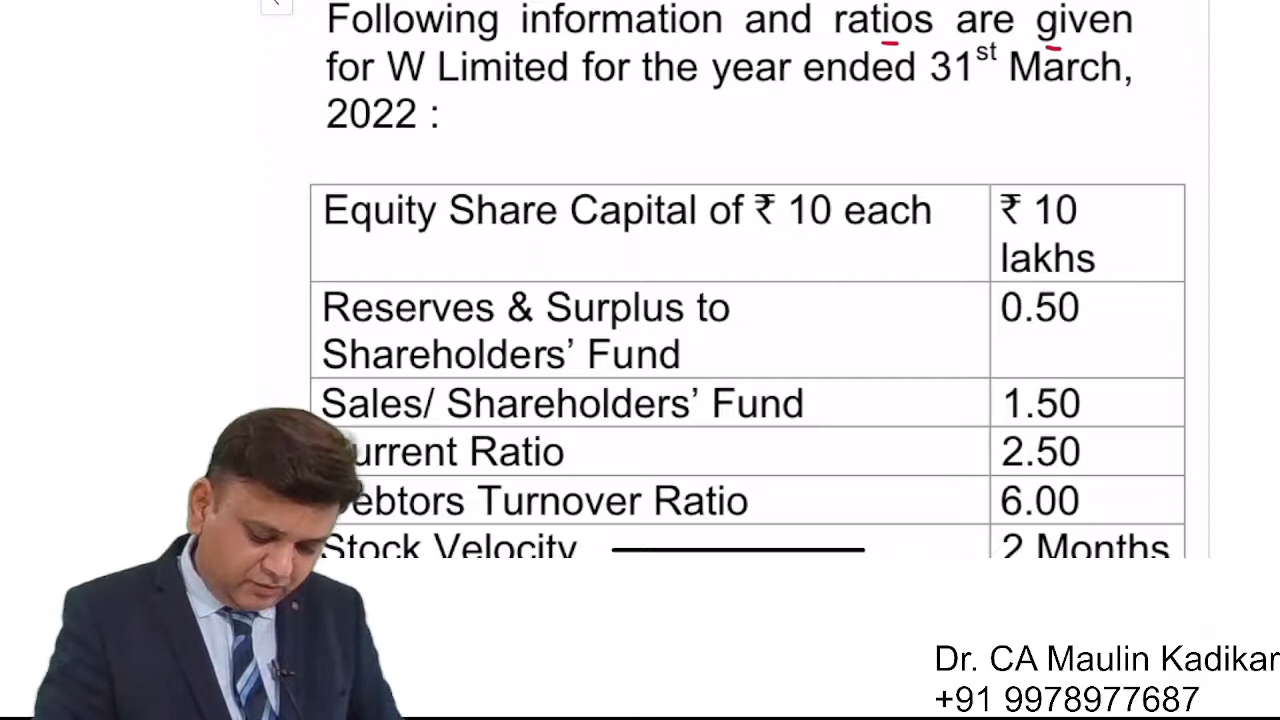 Following information and ratios are given
for W Limited for the year ended 31st March,
2022 :
Equity Share Capital of ₹ 10 each ₹ 10
lakhs
Reserves & Surplus to 0.50
Shareholders’ Fund
Sales/ Shareholders’ Fund 1.50
urrent Ratio 2.50
ebtors Turnover Ratio 6.00
Stock Velocity 2 Months
Dr. CA Maulin Kadikar
+91 9978977687